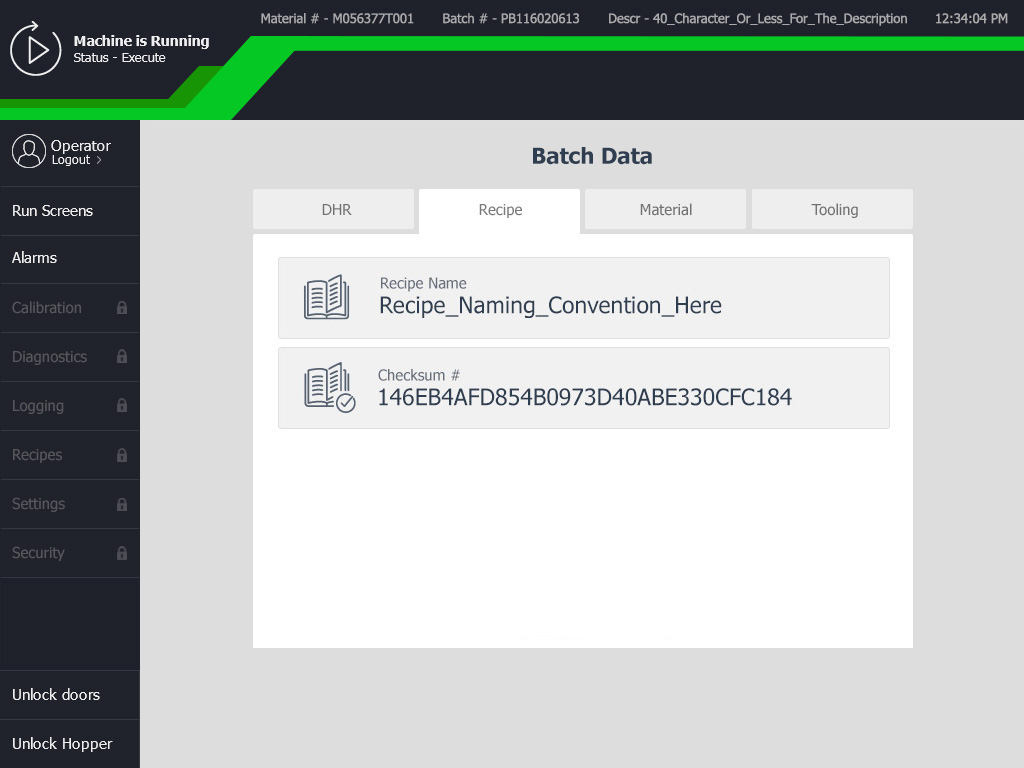 Material # - M056377T001 Batch # - PB116020613 Descr - 40_Character_Or_Less_For_The_Description 12:34:04 PM
Machine is Running
Status - Execute
Operator
Logout >
Run Screens
Alarms
Calibration
Diagnostics
Logging
Recipes
Settings
Security
Unlock doors
Unlock Hopper
Batch Data
DHR Recipe Material Tooling
Recipe Name
Recipe_Naming_Convention_Here
Checksum #
146EB4AFD854B0973D40ABE330CFC184